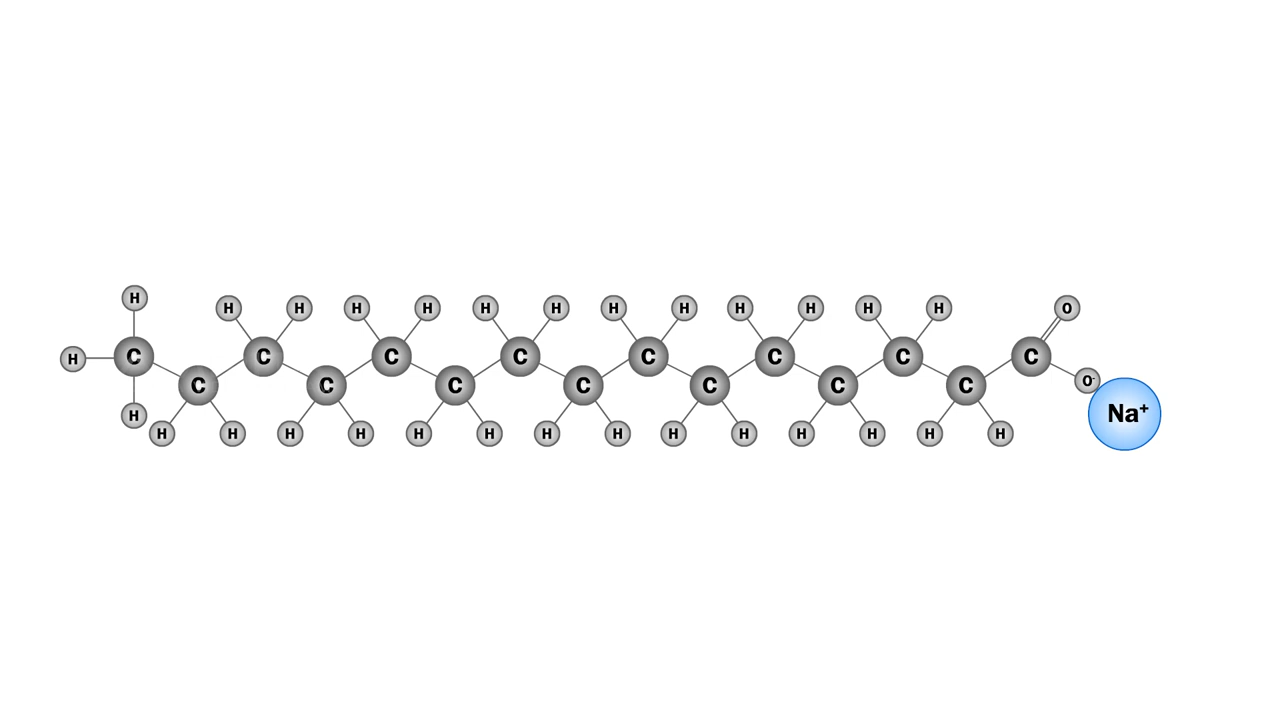 H H H H H H H H H H H H H O
H C C C C C C C C
C C C C C C C O⁻
H Na⁺
H H H H H H H H H H H H H H